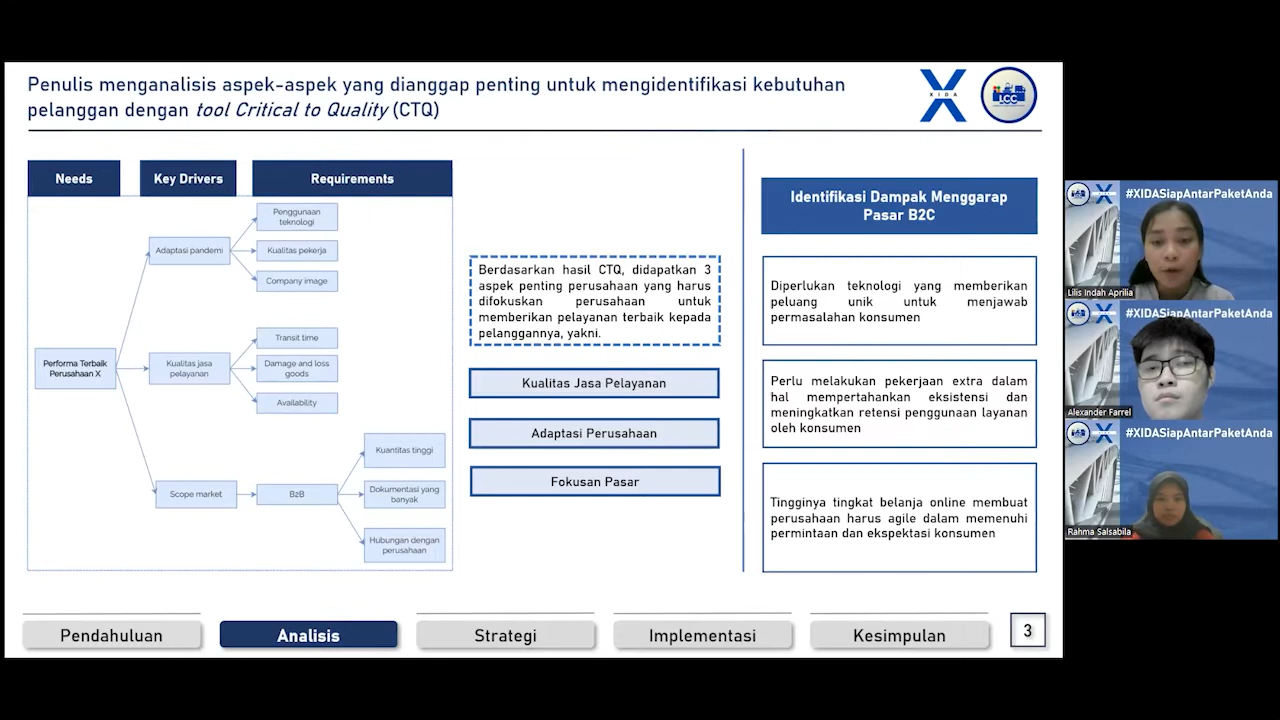 Penulis menganalisis aspek-aspek yang dianggap penting untuk mengidentifikasi kebutuhan
pelanggan dengan tool Critical to Quality (CTQ)
X I D A
LCC
Needs
Key Drivers
Requirements
Performa Terbaik
Perusahaan X
Adaptasi pandemi
Penggunaan
teknologi
Kualitas pekerja
Company image
Kualitas jasa
pelayanan
Transit time
Damage and loss
goods
Availability
Scope market
B2B
Kuantitas tinggi
Dokumentasi yang
banyak
Hubungan dengan
perusahaan
Berdasarkan hasil CTQ, didapatkan 3
aspek penting perusahaan yang harus
difokuskan perusahaan untuk
memberikan pelayanan terbaik kepada
pelanggannya, yakni.
Kualitas Jasa Pelayanan
Adaptasi Perusahaan
Fokusan Pasar
Identifikasi Dampak Menggarap
Pasar B2C
Diperlukan teknologi yang memberikan
peluang unik untuk menjawab
permasalahan konsumen
Perlu melakukan pekerjaan extra dalam
hal mempertahankan eksistensi dan
meningkatkan retensi penggunaan layanan
oleh konsumen
Tingginya tingkat belanja online membuat
perusahaan harus agile dalam memenuhi
permintaan dan ekspektasi konsumen
Pendahuluan
Analisis
Strategi
Implementasi
Kesimpulan
3
#XIDASiapAntarPaketAnda
Lilis Indah Aprilia
#XIDASiapAntarPaketAnda
Alexander Farrel
#XIDASiapAntarPaketAnda
Rahma Salsabila